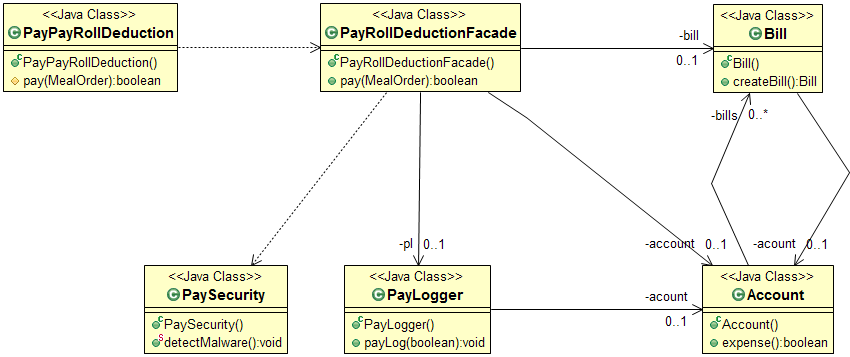 <<Java Class>>
PayPayRollDeduction
PayPayRollDeduction()
pay(MealOrder):boolean
<<Java Class>>
PayRollDeductionFacade
PayRollDeductionFacade()
pay(MealOrder):boolean
-bill
0..1
<<Java Class>>
Bill
Bill()
createBill():Bill
-bills
0..*
-pl
0..1
-account
0..1
-acount
0..1
<<Java Class>>
PaySecurity
PaySecurity()
detectMalware():void
<<Java Class>>
PayLogger
PayLogger()
payLog(boolean):void
-acount
0..1
<<Java Class>>
Account
Account()
expense():boolean